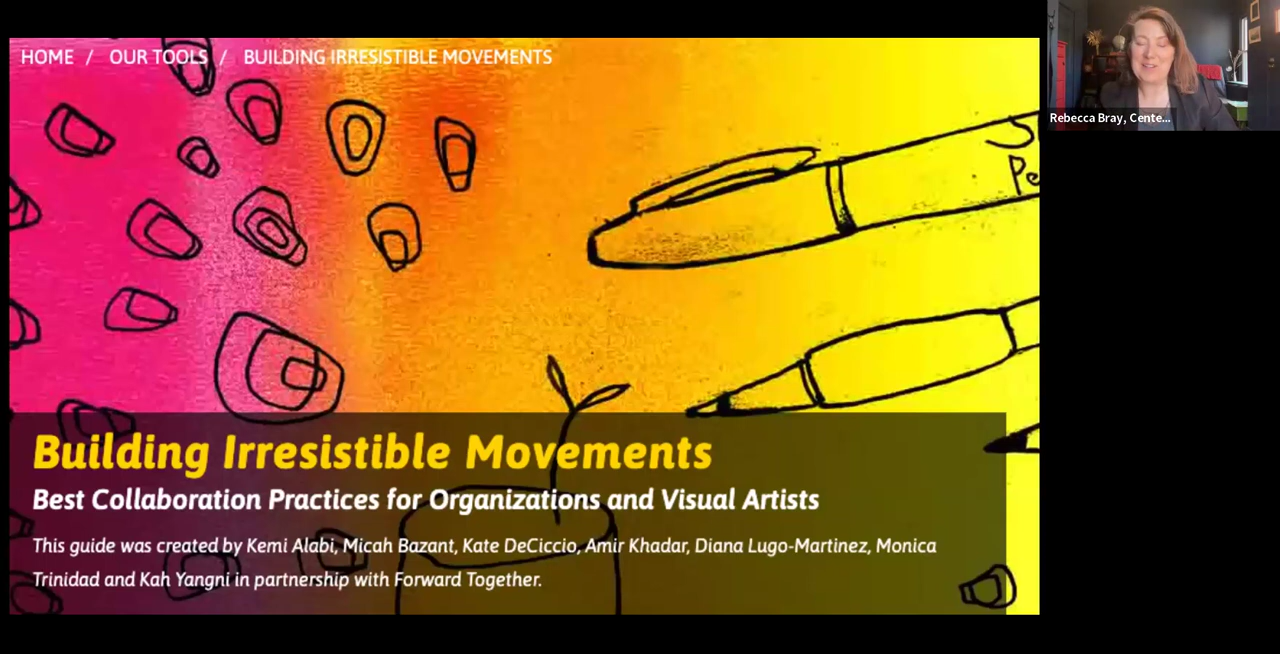 HOME / OUR TOOLS / BUILDING IRRESISTIBLE MOVEMENTS
Rebecca Bray, Cente...
Building Irresistible Movements
Best Collaboration Practices for Organizations and Visual Artists
This guide was created by Kemi Alabi, Micah Bazant, Kate DeCiccio, Amir Khadar, Diana Lugo-Martinez, Monica
Trinidad and Kah Yangni in partnership with Forward Together.